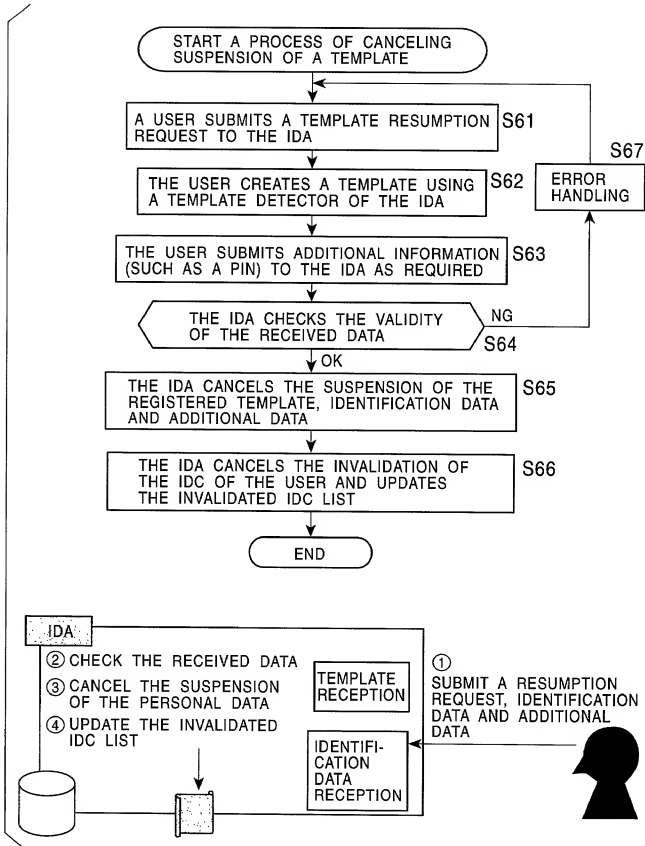 START A PROCESS OF CANCELING
SUSPENSION OF A TEMPLATE
A USER SUBMITS A TEMPLATE RESUMPTION
REQUEST TO THE IDA
S61
THE USER CREATES A TEMPLATE USING
A TEMPLATE DETECTOR OF THE IDA
S62
S67
ERROR
HANDLING
THE USER SUBMITS ADDITIONAL INFORMATION
(SUCH AS A PIN) TO THE IDA AS REQUIRED
S63
THE IDA CHECKS THE VALIDITY
OF THE RECEIVED DATA
NG
S64
OK
THE IDA CANCELS THE SUSPENSION OF THE
REGISTERED TEMPLATE, IDENTIFICATION DATA
AND ADDITIONAL DATA
S65
THE IDA CANCELS THE INVALIDATION OF
THE IDC OF THE USER AND UPDATES
THE INVALIDATED IDC LIST
S66
END
IDA
② CHECK THE RECEIVED DATA
③ CANCEL THE SUSPENSION
OF THE PERSONAL DATA
④ UPDATE THE INVALIDATED
IDC LIST
TEMPLATE
RECEPTION
IDENTIFI-
CATION
DATA
RECEPTION
①
SUBMIT A RESUMPTION
REQUEST, IDENTIFICATION
DATA AND ADDITIONAL
DATA